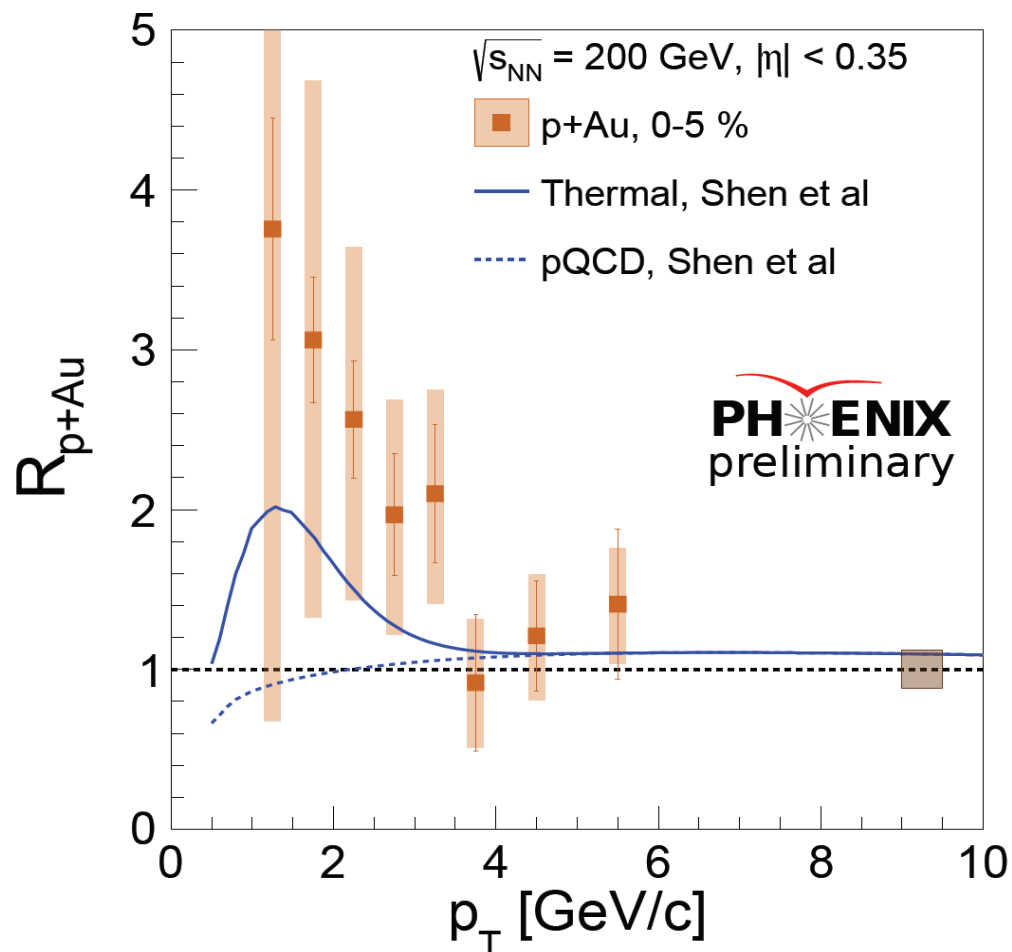 √s_NN = 200 GeV, |η| < 0.35
p+Au, 0-5 %
Thermal, Shen et al
pQCD, Shen et al
PHENIX
preliminary
R_p+Au
5
4
3
2
1
0
0 2 4 6 8 10
p_T [GeV/c]